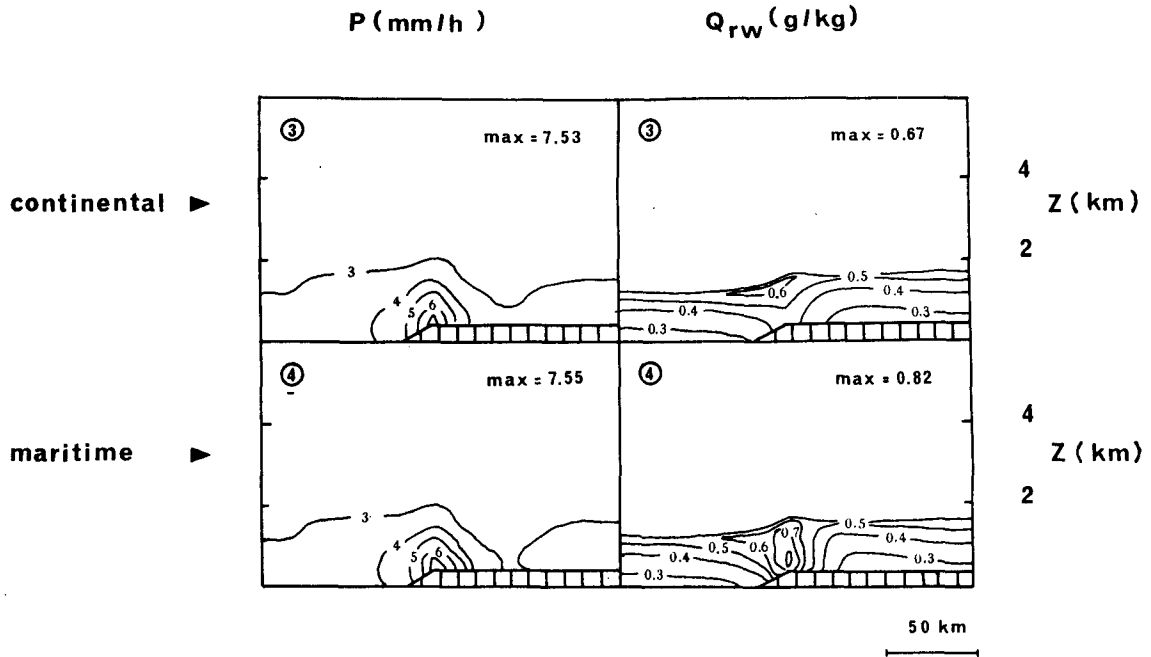 P (mm/h) Q_rw (g/kg)
③ max = 7.53 ③ max = 0.67
4
continental ► Z (km)
2
3
0.5
0.6 0.4
4 0.4
5 6 0.3 0.3
④ max = 7.55 ④ max = 0.82
4
maritime ► Z (km)
2
3
0.5 0.7 0.5
4 0.6 0.4
5 6 0.4 0.3
0.3
50 km